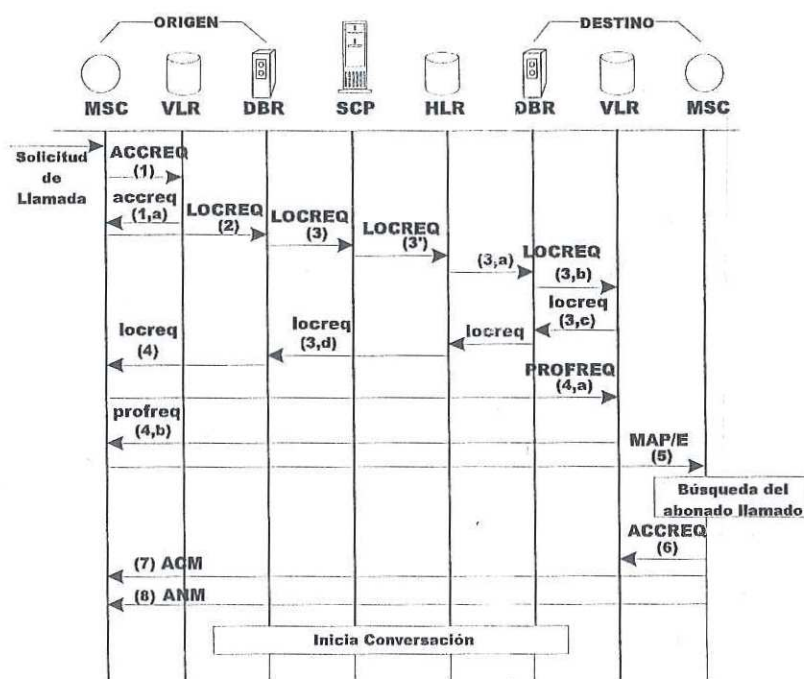 ORIGEN
DESTINO
MSC VLR DBR SCP HLR DBR VLR MSC
Solicitud
de
Llamada
ACCREQ
(1)
accreq
(1,a)
LOCREQ
(2)
LOCREQ
(3)
LOCREQ
(3')
(3,a)
LOCREQ
(3,b)
locreq
(3,c)
locreq
locreq
(3,d)
locreq
(4)
PROFREQ
(4,a)
profreq
(4,b)
MAP/E
(5)
Búsqueda del
abonado llamado
ACCREQ
(6)
(7) ACM
(8) ANM
Inicia Conversación